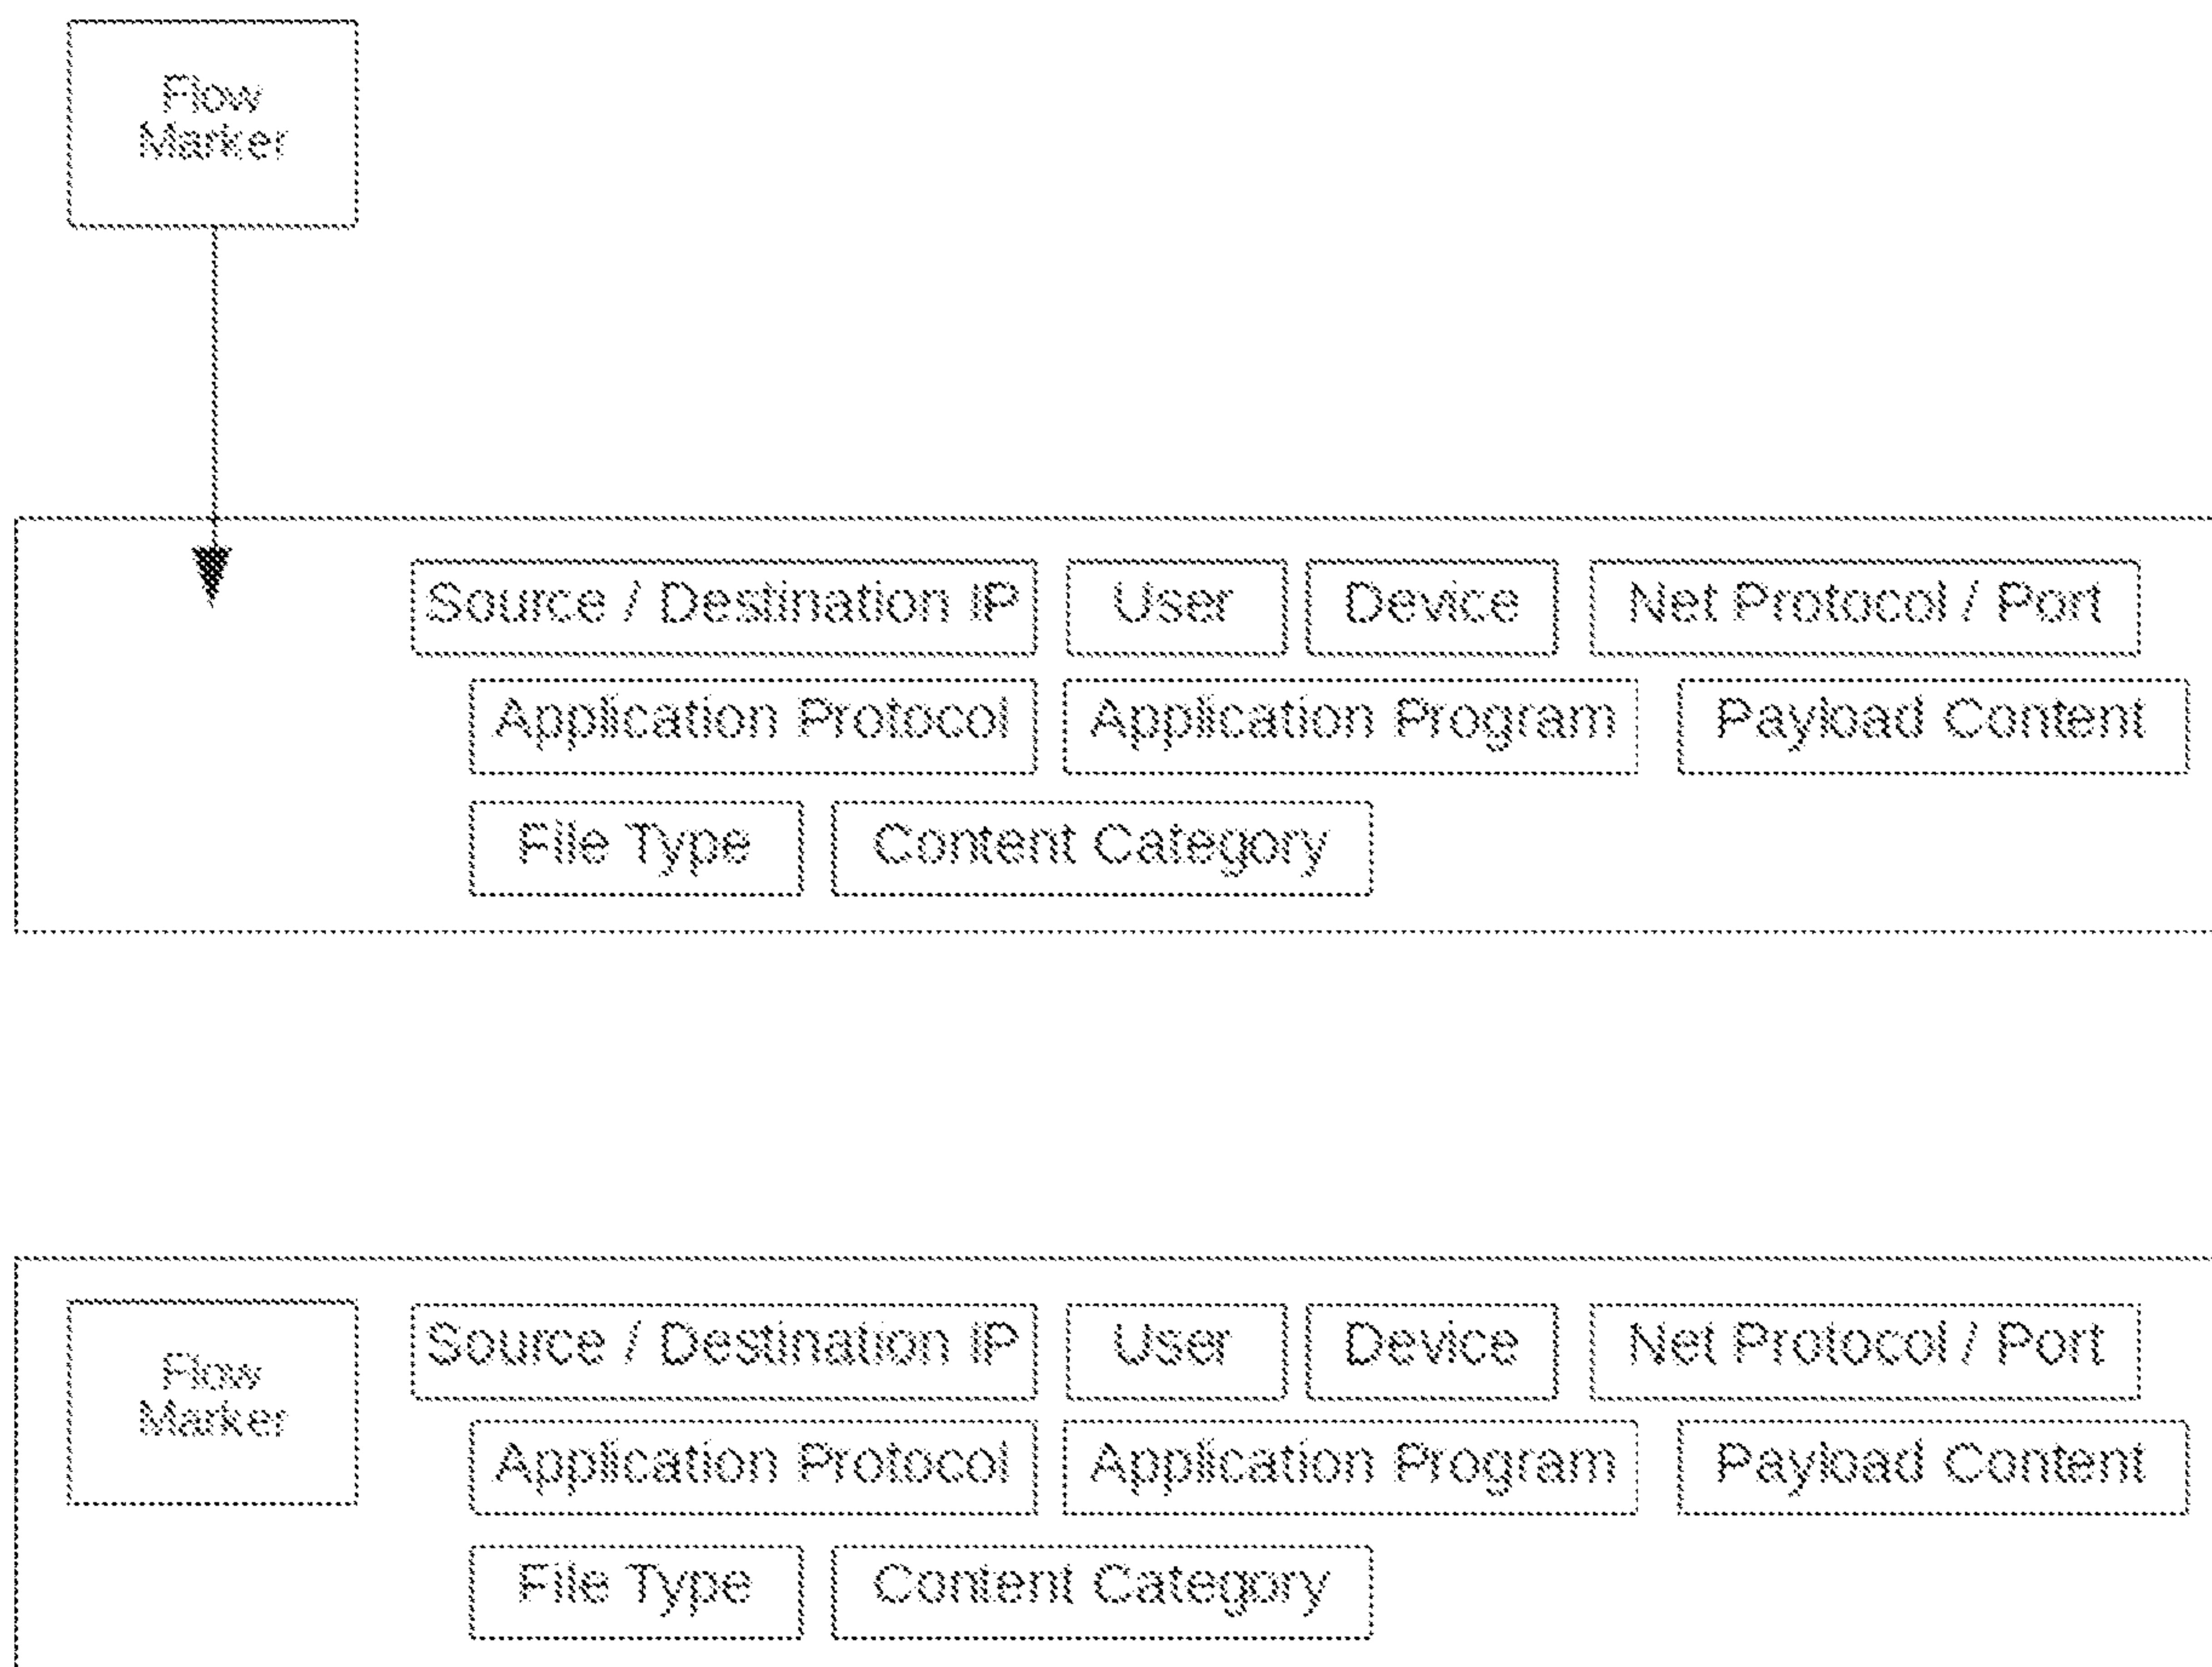 Flow
Marker
Source / Destination IP
User
Device
Net Protocol / Port
Application Protocol
Application Program
Payload Content
File Type
Content Category
Flow
Marker
Source / Destination IP
User
Device
Net Protocol / Port
Application Protocol
Application Program
Payload Content
File Type
Content Category